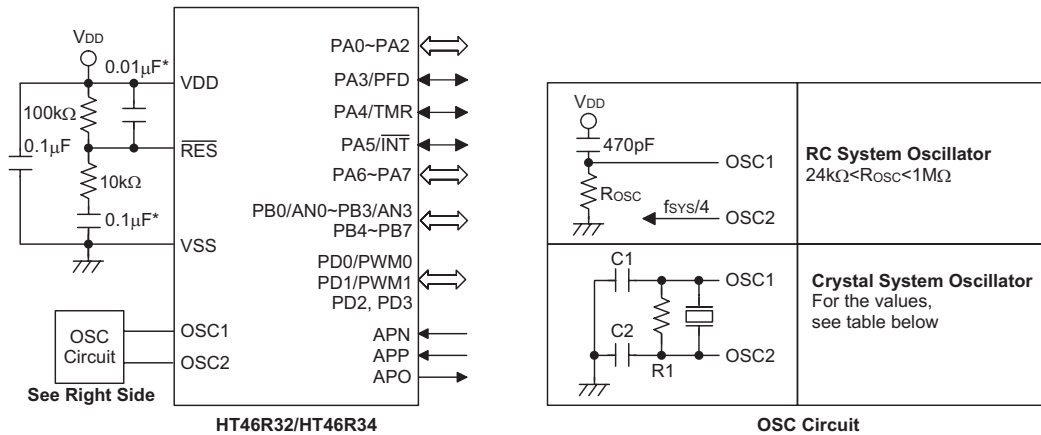 VDD
0.01μF*
VDD
100kΩ
0.1μF
RES
10kΩ
0.1μF*
VSS
OSC
Circuit
OSC1
OSC2
See Right Side
PA0~PA2
PA3/PFD
PA4/TMR
PA5/INT
PA6~PA7
PB0/AN0~PB3/AN3
PB4~PB7
PD0/PWM0
PD1/PWM1
PD2, PD3
APN
APP
APO
HT46R32/HT46R34
VDD
470pF
OSC1
ROSC
fSYS/4
OSC2
RC System Oscillator
24kΩ<ROSC<1MΩ
C1
OSC1
C2
R1
OSC2
Crystal System Oscillator
For the values,
see table below
OSC Circuit